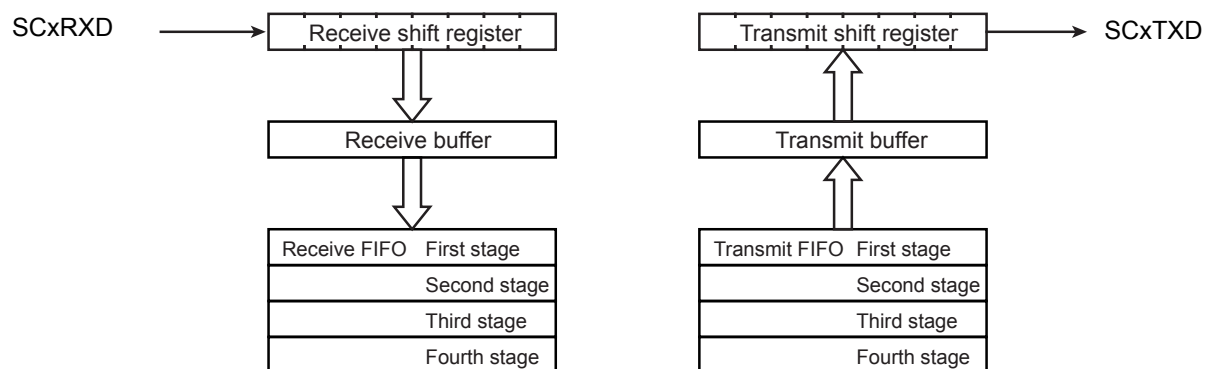 SCxRXD
Receive shift register
Transmit shift register
SCxTXD
Receive buffer
Transmit buffer
Receive FIFO First stage
Second stage
Third stage
Fourth stage
Transmit FIFO First stage
Second stage
Third stage
Fourth stage